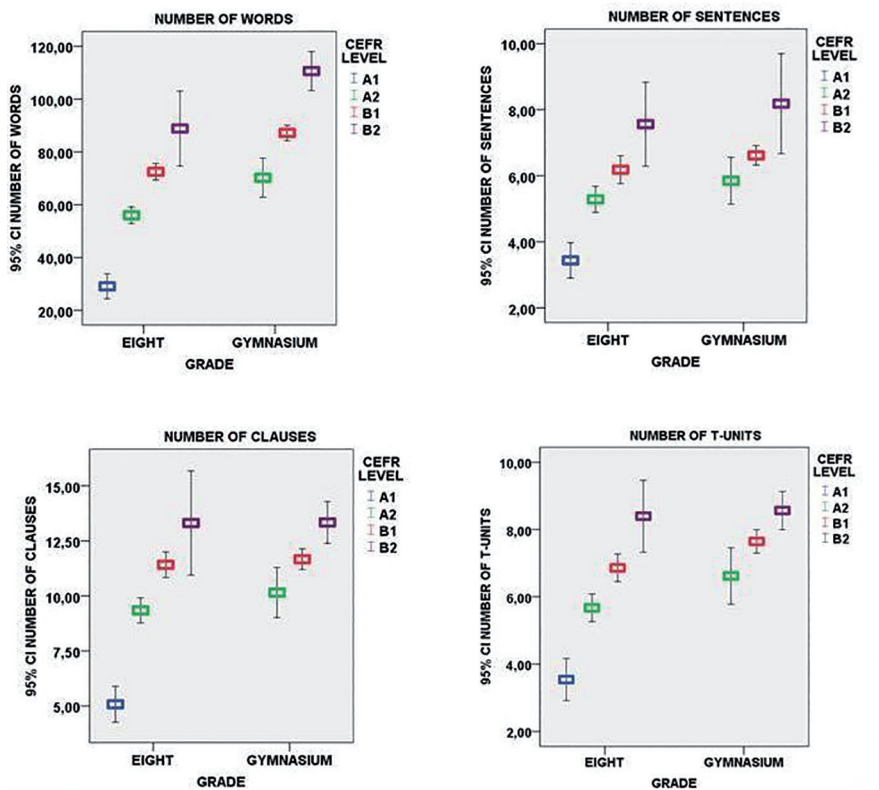 NUMBER OF WORDS
CEFR
LEVEL
A1
A2
B1
B2
95% CI NUMBER OF WORDS
120,00
100,00
80,00
60,00
40,00
20,00
EIGHT GYMNASIUM
GRADE
NUMBER OF SENTENCES
CEFR
LEVEL
A1
A2
B1
B2
95% CI NUMBER OF SENTENCES
10,00
8,00
6,00
4,00
2,00
EIGHT GYMNASIUM
GRADE
NUMBER OF CLAUSES
CEFR
LEVEL
A1
A2
B1
B2
95% CI NUMBER OF CLAUSES
15,00
12,50
10,00
7,50
5,00
EIGHT GYMNASIUM
GRADE
NUMBER OF T-UNITS
CEFR
LEVEL
A1
A2
B1
B2
95% CI NUMBER OF T-UNITS
10,00
8,00
6,00
4,00
2,00
EIGHT GYMNASIUM
GRADE